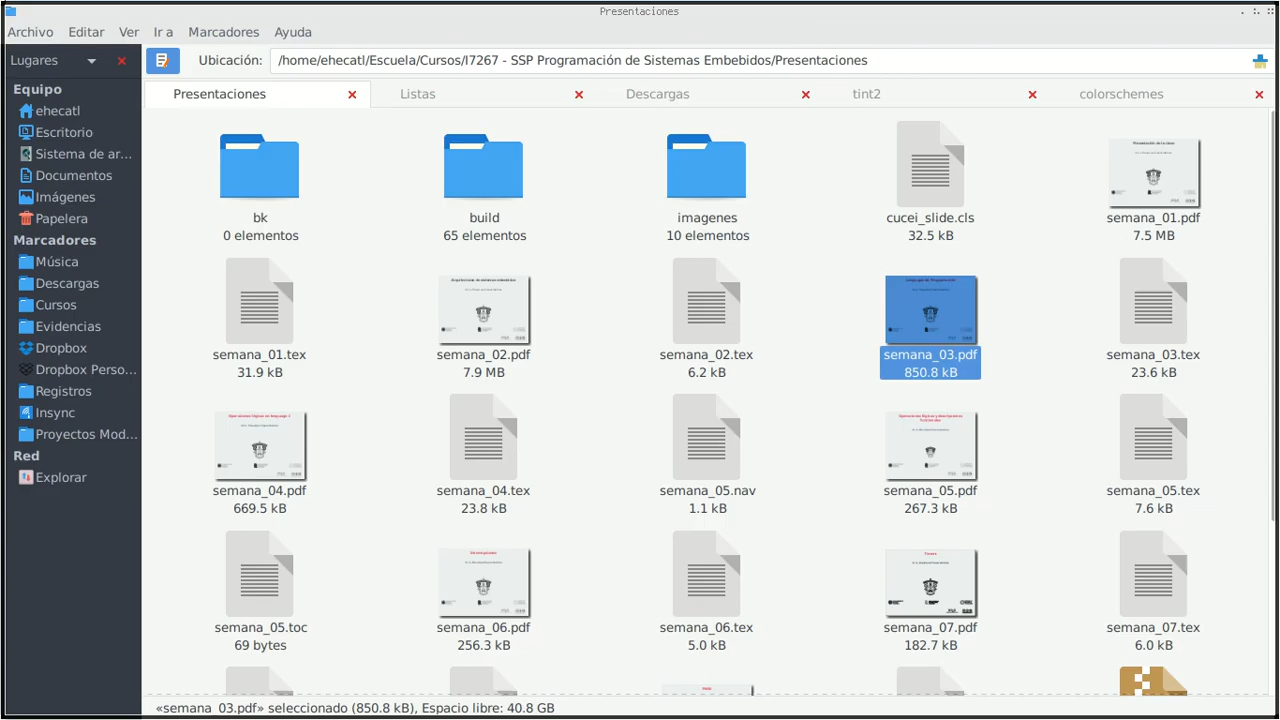 Presentaciones
Archivo Editar Ver Ir a Marcadores Ayuda
Lugares
Ubicación: /home/ehecatl/Escuela/Cursos/I7267 - SSP Programación de Sistemas Embebidos/Presentaciones
Presentaciones Listas Descargas tint2 colorschemes
Equipo
ehecatl
Escritorio
Sistema de ar...
Documentos
Imágenes
Papelera
Marcadores
Música
Descargas
Cursos
Evidencias
Dropbox
Dropbox Perso...
Registros
Insync
Proyectos Mod...
Red
Explorar
bk
0 elementos
build
65 elementos
imagenes
10 elementos
cucei_slide.cls
32.5 kB
semana_01.pdf
7.5 MB
semana_01.tex
31.9 kB
semana_02.pdf
7.9 MB
semana_02.tex
6.2 kB
semana_03.pdf
850.8 kB
semana_03.tex
23.6 kB
semana_04.pdf
669.5 kB
semana_04.tex
23.8 kB
semana_05.nav
1.1 kB
semana_05.pdf
267.3 kB
semana_05.tex
7.6 kB
semana_05.toc
69 bytes
semana_06.pdf
256.3 kB
semana_06.tex
5.0 kB
semana_07.pdf
182.7 kB
semana_07.tex
6.0 kB
«semana_03.pdf» seleccionado (850.8 kB), Espacio libre: 40.8 GB